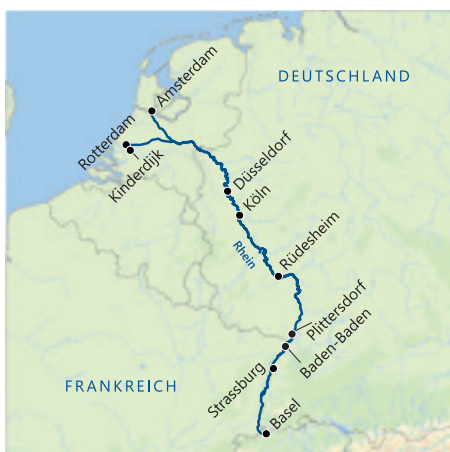 DEUTSCHLAND
Amsterdam
Rotterdam
Kinderdijk
Düsseldorf
Köln
Rhein
Rüdesheim
Plittersdorf
Baden-Baden
Strassburg
FRANKREICH
Basel